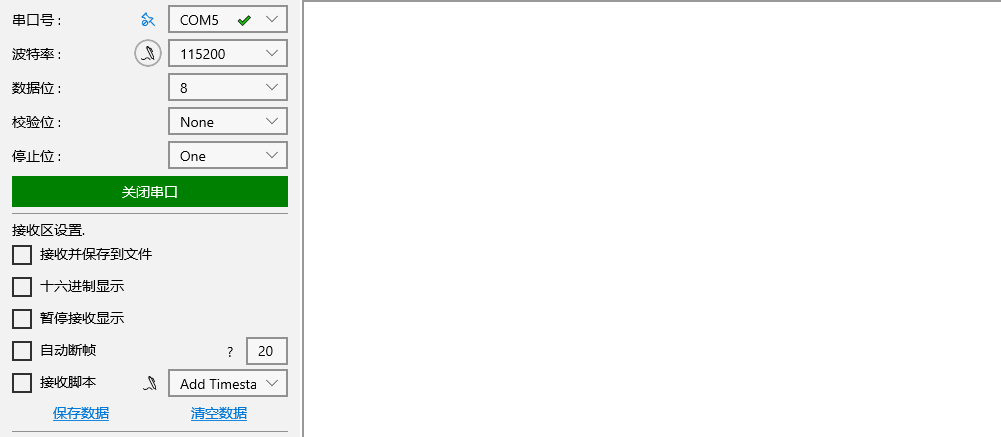 串口号 : COM5
波特率 : 115200
数据位 : 8
校验位 : None
停止位 : One
关闭串口
接收区设置.
接收并保存到文件
十六进制显示
暂停接收显示
自动断帧 ? 20
接收脚本 Add Timesta
保存数据 清空数据